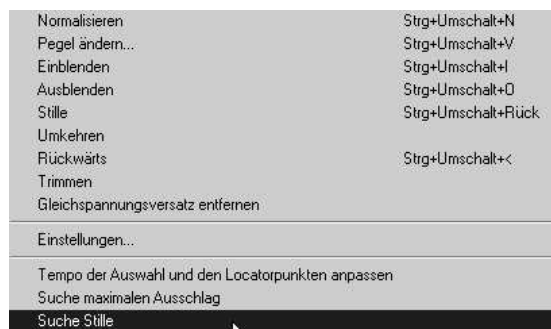 Normalisieren Strg+Umschalt+N
Pegel ändern... Strg+Umschalt+V
Einblenden Strg+Umschalt+I
Ausblenden Strg+Umschalt+O
Stille Strg+Umschalt+Rück
Umkehren
Rückwärts Strg+Umschalt+<
Trimmen
Gleichspannungsversatz entfernen
Einstellungen...
Tempo der Auswahl und den Locatorpunkten anpassen
Suche maximalen Ausschlag
Suche Stille